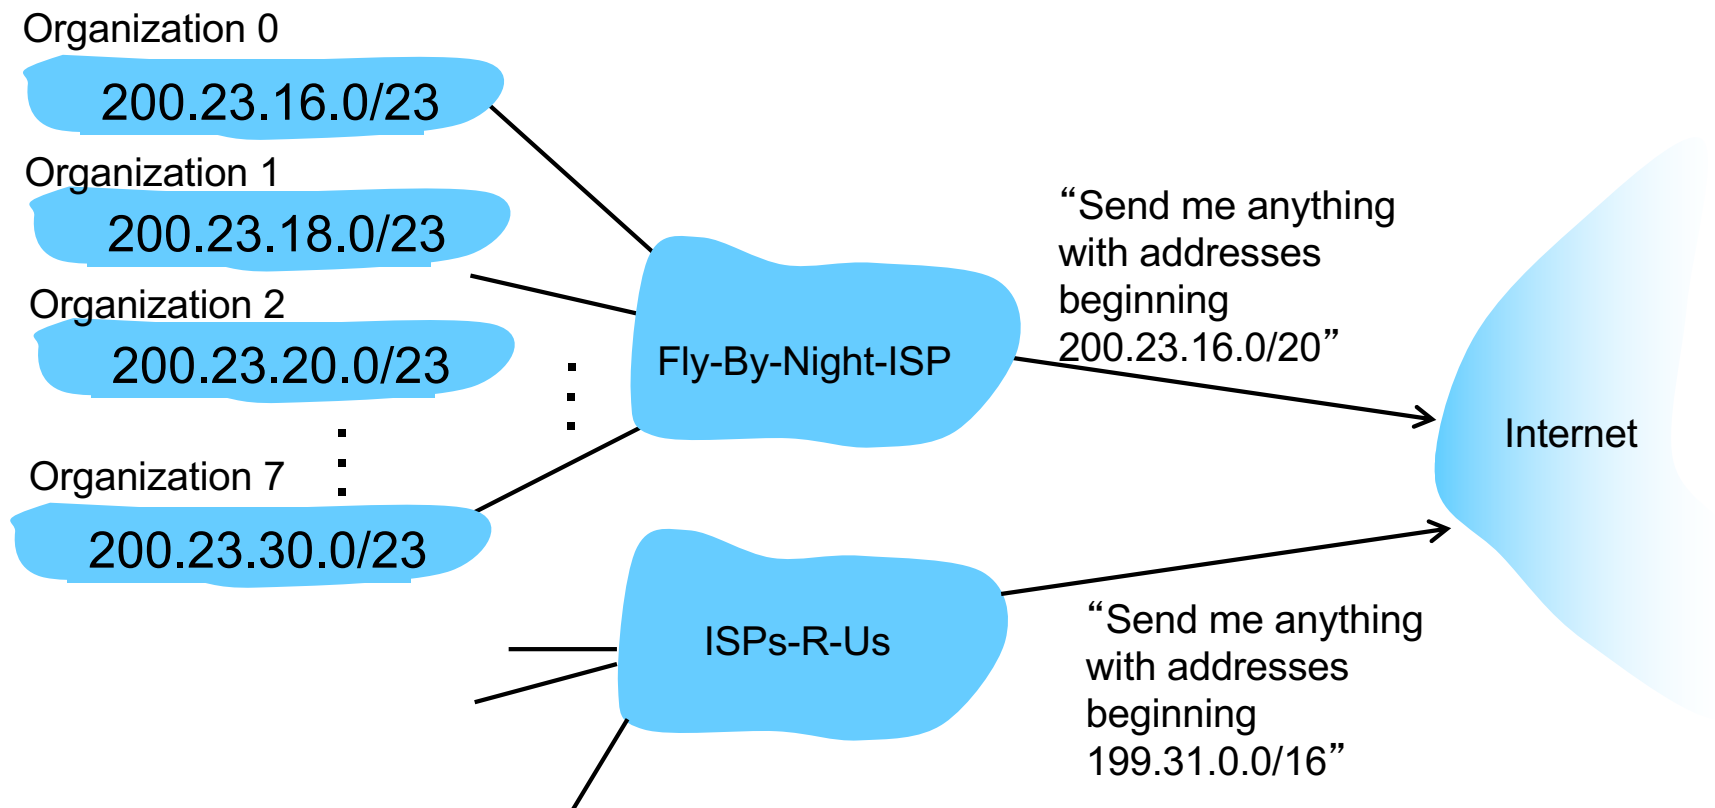 Organization 0
200.23.16.0/23
Organization 1
200.23.18.0/23
Organization 2
200.23.20.0/23
Organization 7
200.23.30.0/23
Fly-By-Night-ISP
“Send me anything
with addresses
beginning
200.23.16.0/20”
Internet
ISPs-R-Us
“Send me anything
with addresses
beginning
199.31.0.0/16”